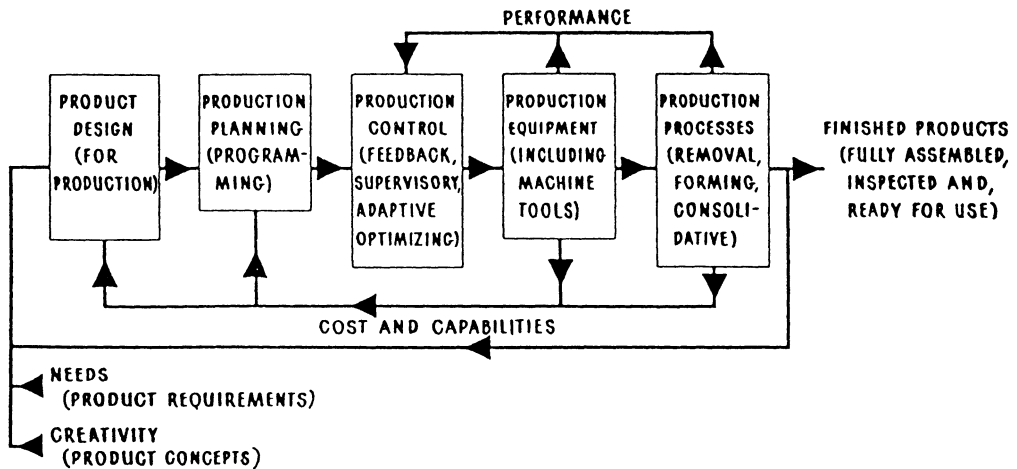 PERFORMANCE
PRODUCT
DESIGN
(FOR
PRODUCTION)
PRODUCTION
PLANNING
(PROGRAM-
MING)
PRODUCTION
CONTROL
(FEEDBACK,
SUPERVISORY,
ADAPTIVE
OPTIMIZING)
PRODUCTION
EQUIPMENT
(INCLUDING
MACHINE
TOOLS)
PRODUCTION
PROCESSES
(REMOVAL,
FORMING,
CONSOLI-
DATIVE)
FINISHED PRODUCTS
(FULLY ASSEMBLED,
INSPECTED AND,
READY FOR USE)
COST AND CAPABILITIES
NEEDS
(PRODUCT REQUIREMENTS)
CREATIVITY
(PRODUCT CONCEPTS)